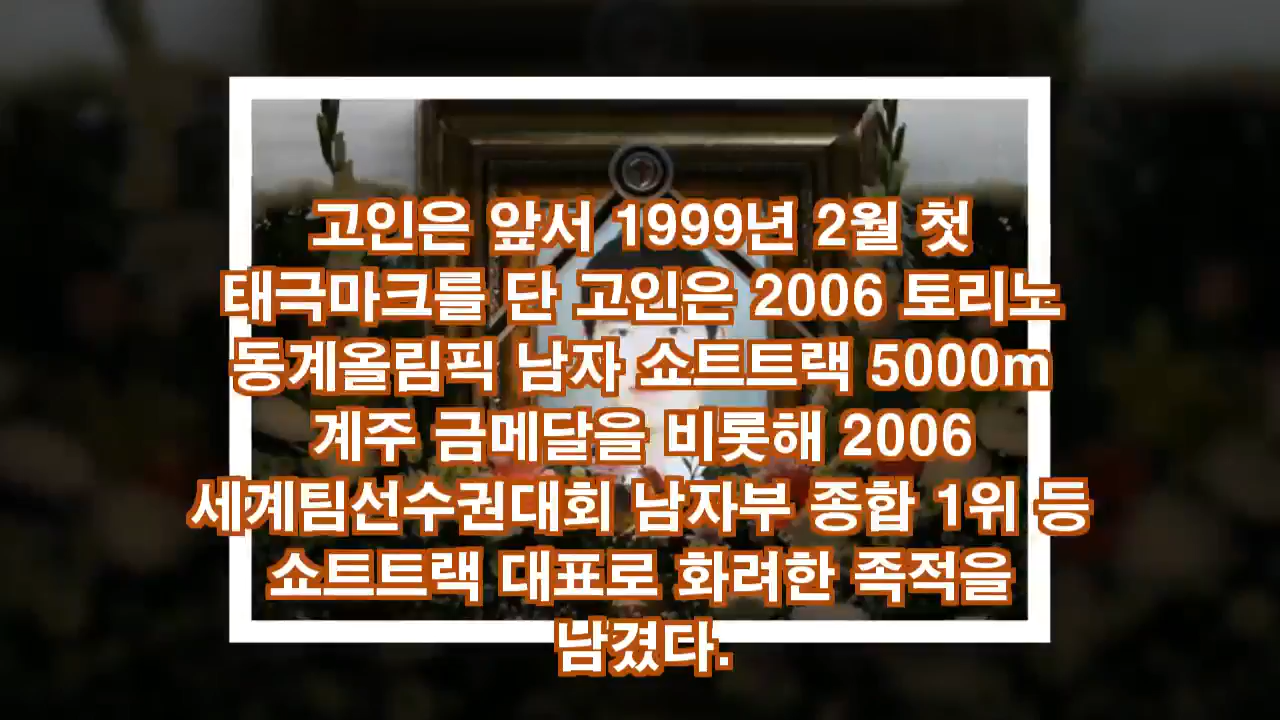 고인은 앞서 1999년 2월 첫
태극마크를 단 고인은 2006 토리노
동계올림픽 남자 쇼트트랙 5000m
계주 금메달을 비롯해 2006
세계팀선수권대회 남자부 종합 1위 등
쇼트트랙 대표로 화려한 족적을
남겼다.